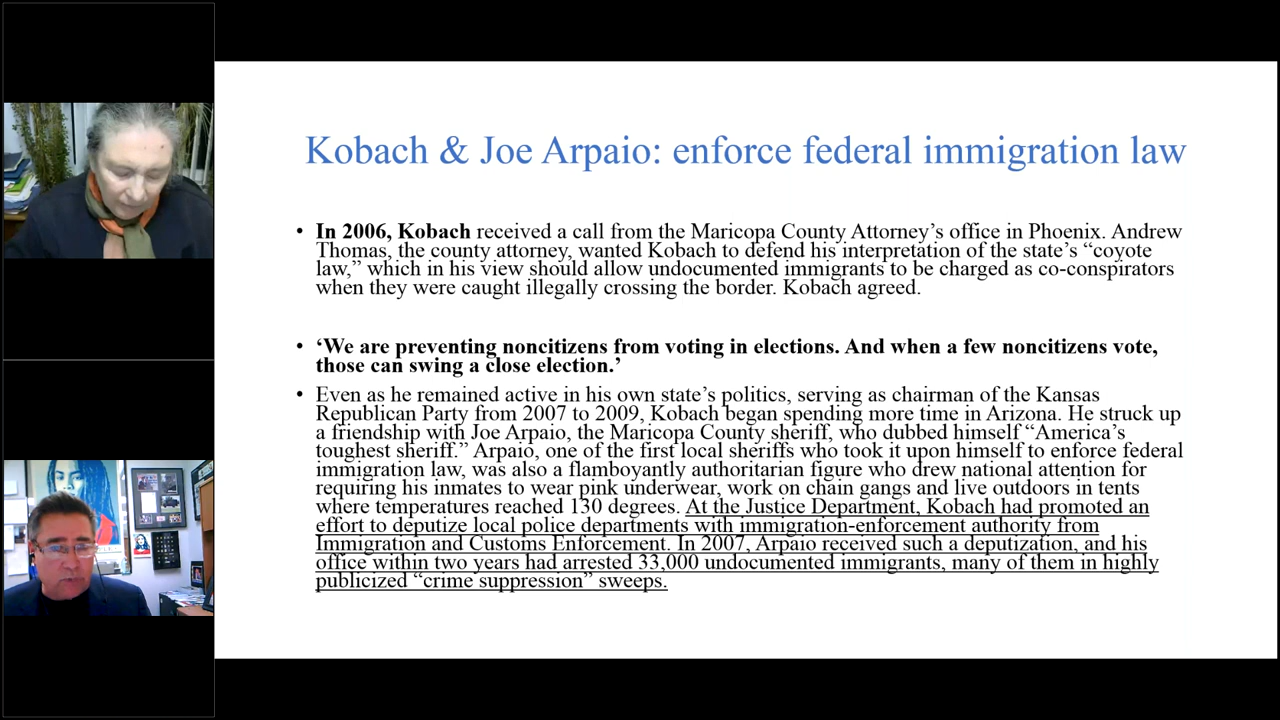 Kobach & Joe Arpaio: enforce federal immigration law
• In 2006, Kobach received a call from the Maricopa County Attorney’s office in Phoenix. Andrew
Thomas, the county attorney, wanted Kobach to defend his interpretation of the state’s “coyote
law,” which in his view should allow undocumented immigrants to be charged as co-conspirators
when they were caught illegally crossing the border. Kobach agreed.
• ‘We are preventing noncitizens from voting in elections. And when a few noncitizens vote,
those can swing a close election.’
• Even as he remained active in his own state’s politics, serving as chairman of the Kansas
Republican Party from 2007 to 2009, Kobach began spending more time in Arizona. He struck up
a friendship with Joe Arpaio, the Maricopa County sheriff, who dubbed himself “America’s
toughest sheriff.” Arpaio, one of the first local sheriffs who took it upon himself to enforce federal
immigration law, was also a flamboyantly authoritarian figure who drew national attention for
requiring his inmates to wear pink underwear, work on chain gangs and live outdoors in tents
where temperatures reached 130 degrees. At the Justice Department, Kobach had promoted an
effort to deputize local police departments with immigration-enforcement authority from
Immigration and Customs Enforcement. In 2007, Arpaio received such a deputization, and his
office within two years had arrested 33,000 undocumented immigrants, many of them in highly
publicized “crime suppression” sweeps.